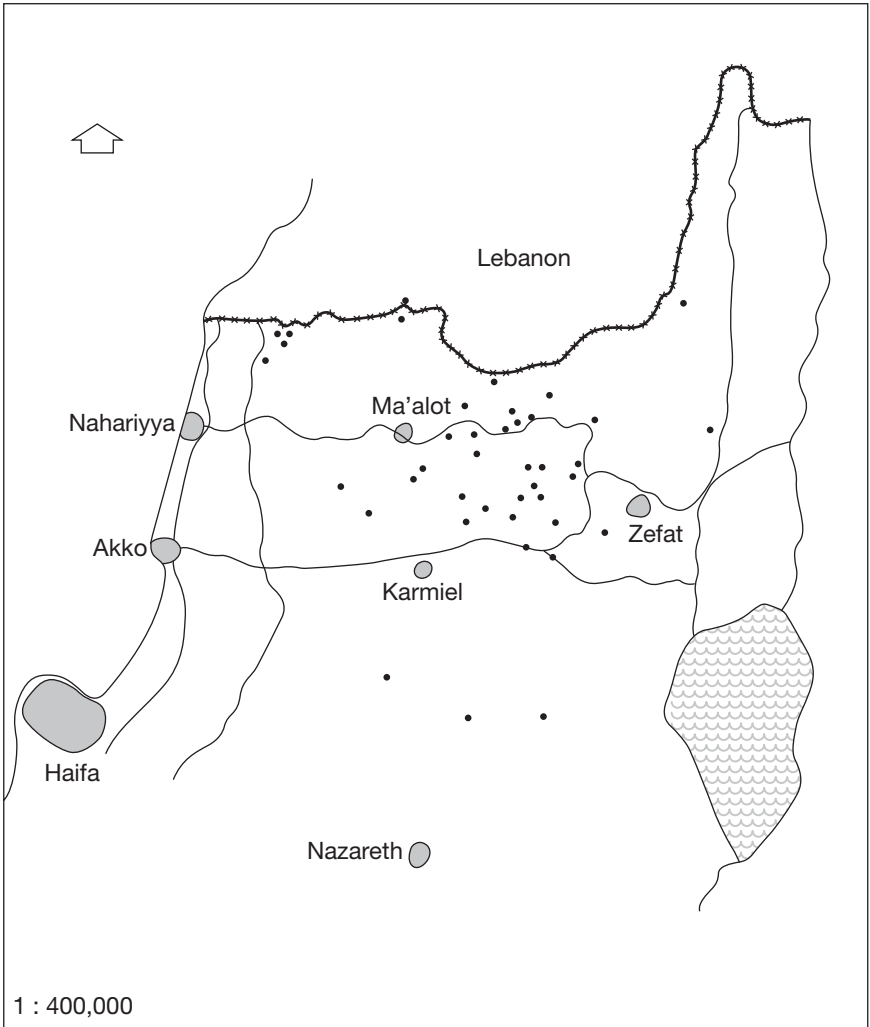 Lebanon
Ma'alot
Nahariyya
Zefat
Akko
Karmiel
Haifa
Nazareth
1 : 400,000